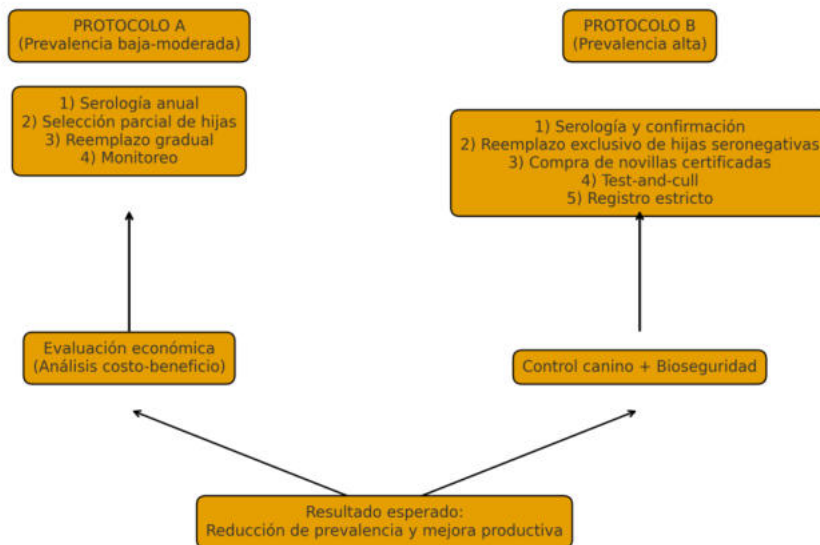 PROTOCOLO A
(Prevalencia baja-moderada)
PROTOCOLO B
(Prevalencia alta)
1) Serología anual
2) Selección parcial de hijas
3) Reemplazo gradual
4) Monitoreo
1) Serología y confirmación
2) Reemplazo exclusivo de hijas seronegativas
3) Compra de novillas certificadas
4) Test-and-cull
5) Registro estricto
Evaluación económica
(Análisis costo-beneficio)
Control canino + Bioseguridad
Resultado esperado:
Reducción de prevalencia y mejora productiva